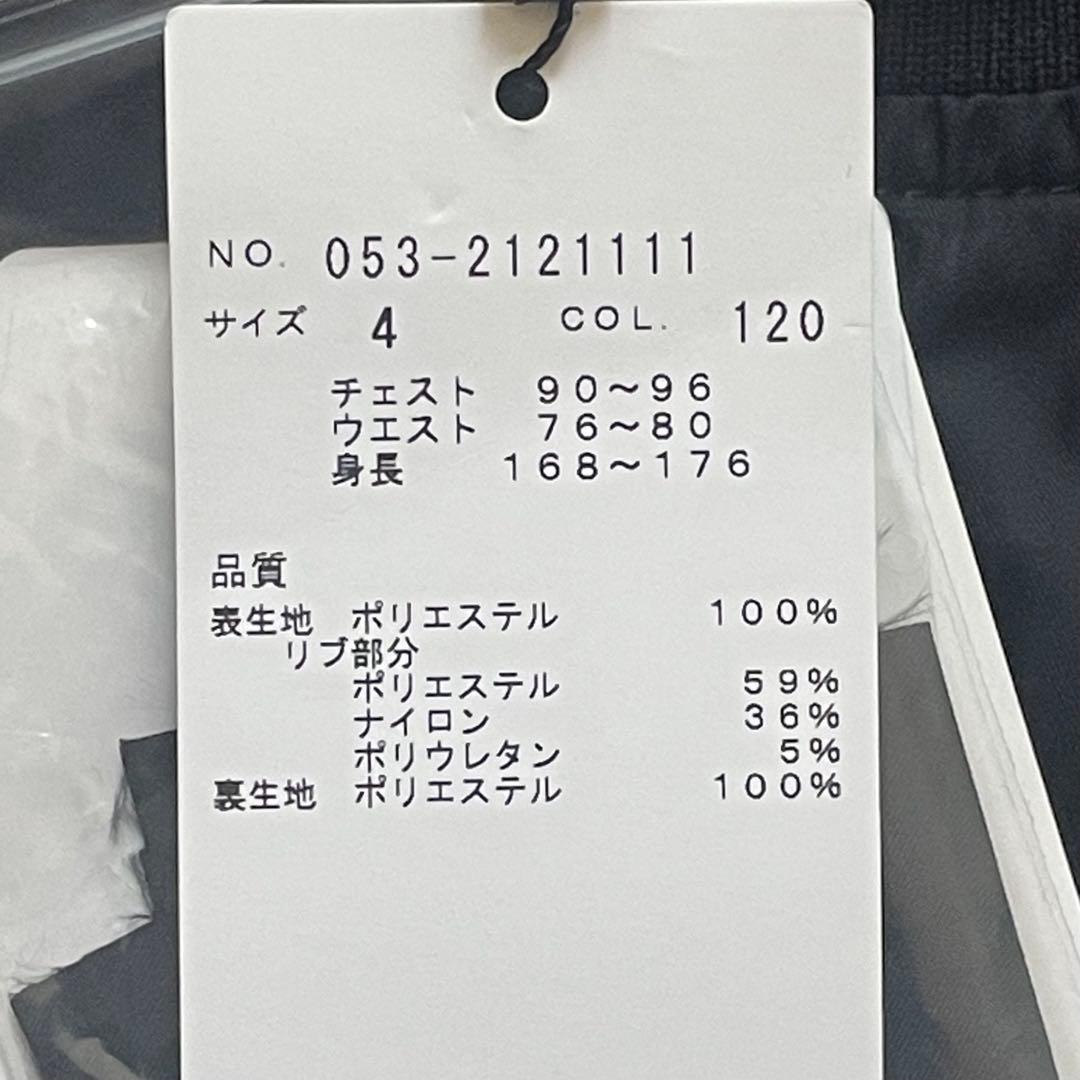 NO. 053-2121111
サイズ 4 COL. 120
チェスト 90～96
ウエスト 76～80
身長 168～176
品質
表生地 ポリエステル 100%
リブ部分
ポリエステル 59%
ナイロン 36%
ポリウレタン 5%
裏生地 ポリエステル 100%